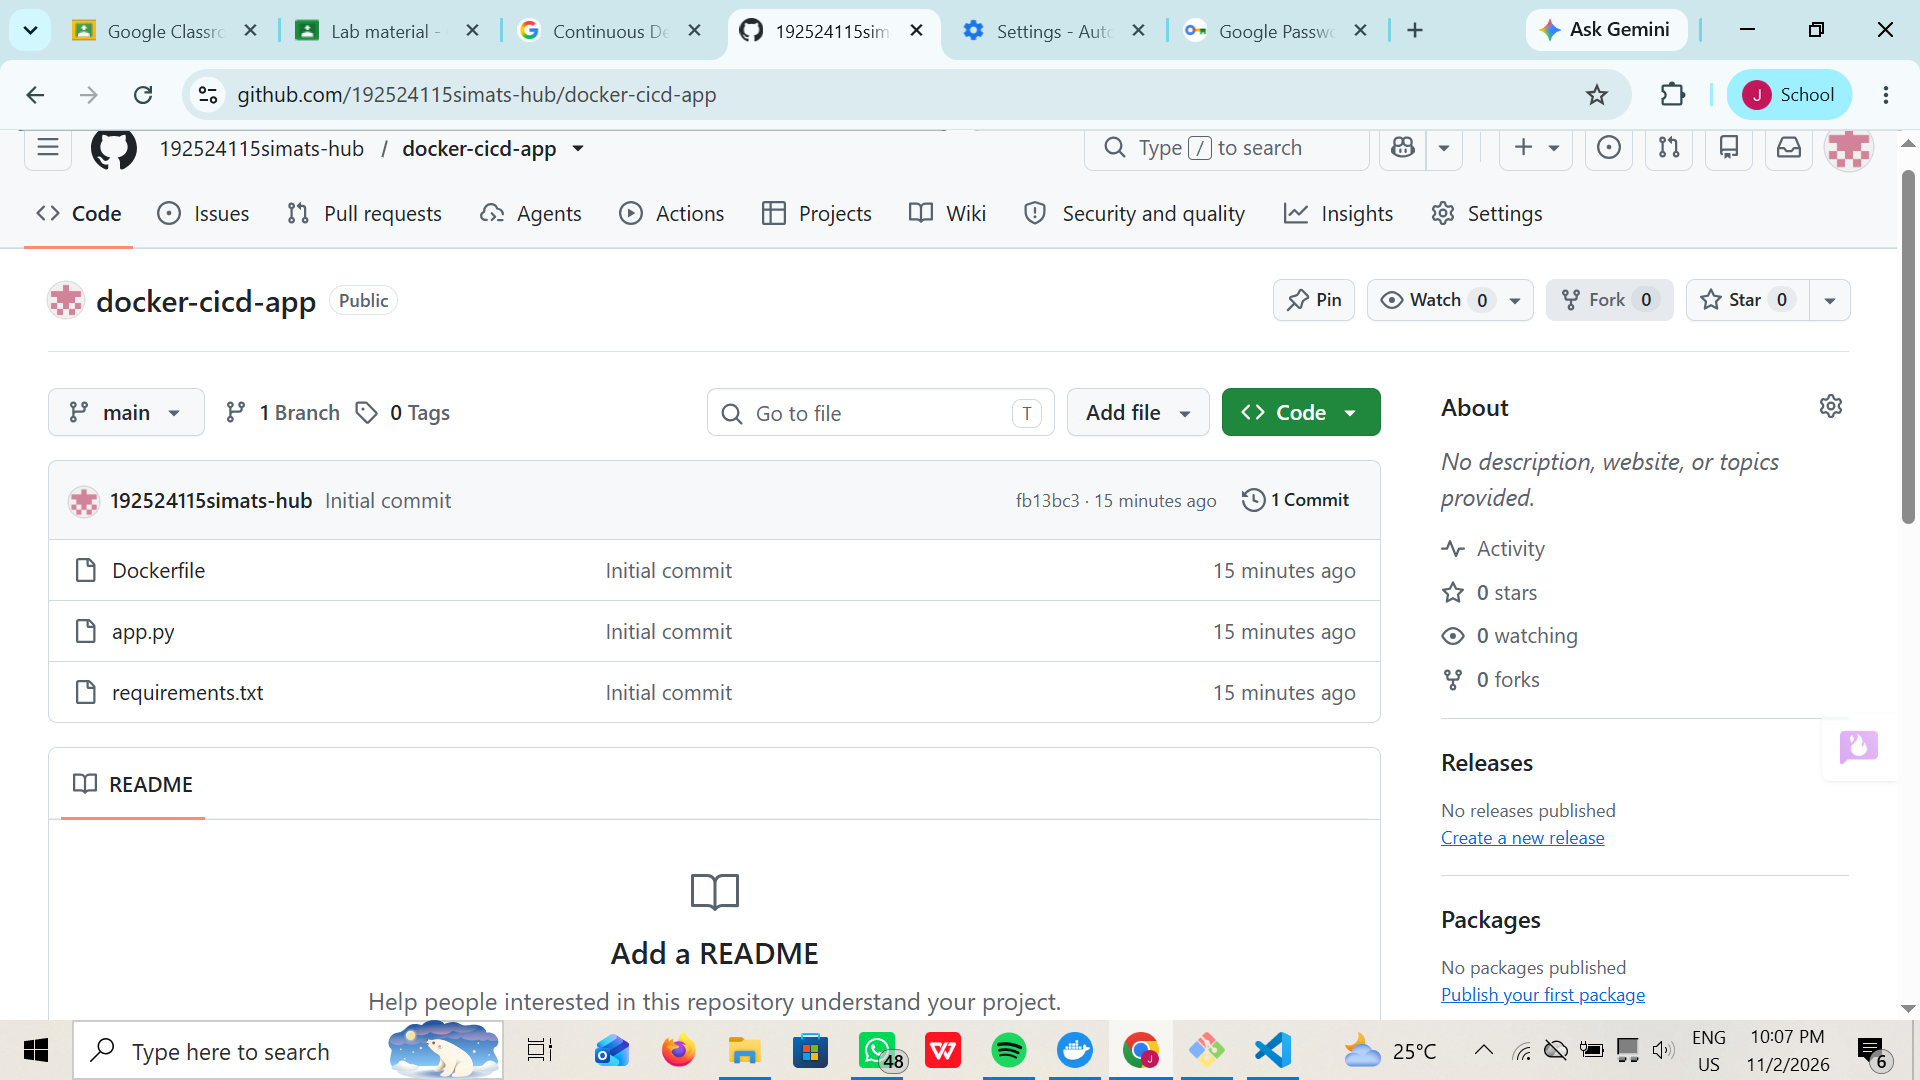 Google Classro
Lab material -
Continuous De
192524115sim
Settings - Auto
Google Passwo
Ask Gemini
github.com/192524115simats-hub/docker-cicd-app
J School
192524115simats-hub / docker-cicd-app
Type / to search
Code Issues Pull requests Agents Actions Projects Wiki Security and quality Insights Settings
docker-cicd-app Public
Pin Watch 0 Fork 0 Star 0
main 1 Branch 0 Tags
Go to file T
Add file
Code
About
No description, website, or topics
provided.
192524115simats-hub Initial commit fb13bc3 · 15 minutes ago 1 Commit
Dockerfile Initial commit 15 minutes ago
app.py Initial commit 15 minutes ago
requirements.txt Initial commit 15 minutes ago
Activity
0 stars
0 watching
0 forks
Releases
No releases published
Create a new release
Packages
No packages published
Publish your first package
README
Add a README
Help people interested in this repository understand your project.
Type here to search
48
25°C
ENG
US
10:07 PM
11/2/2026
6